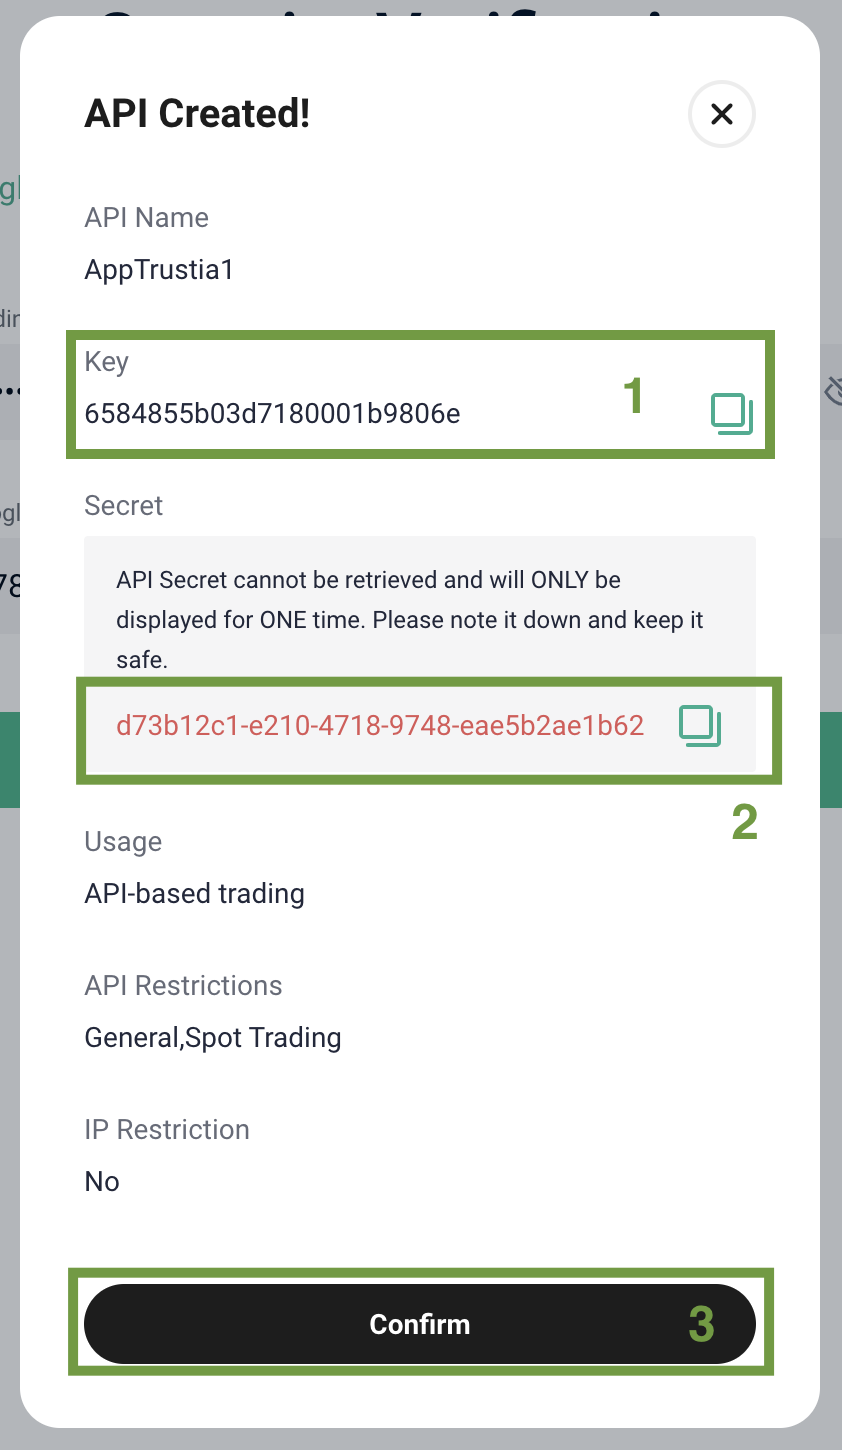 API Created!
API Name
AppTrustia1
Key
6584855b03d7180001b9806e
1
Secret
API Secret cannot be retrieved and will ONLY be
displayed for ONE time. Please note it down and keep it
safe.
d73b12c1-e210-4718-9748-eae5b2ae1b62
2
Usage
API-based trading
API Restrictions
General,Spot Trading
IP Restriction
No
Confirm
3